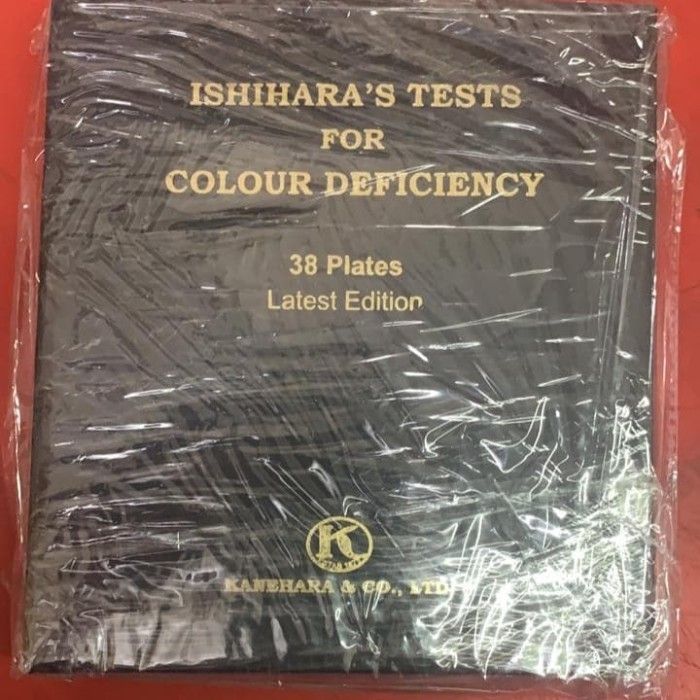 ISHIHARA'S TESTS
FOR
COLOUR DEFICIENCY
38 Plates
Latest Edition
K
KANEHARA & CO., LTD